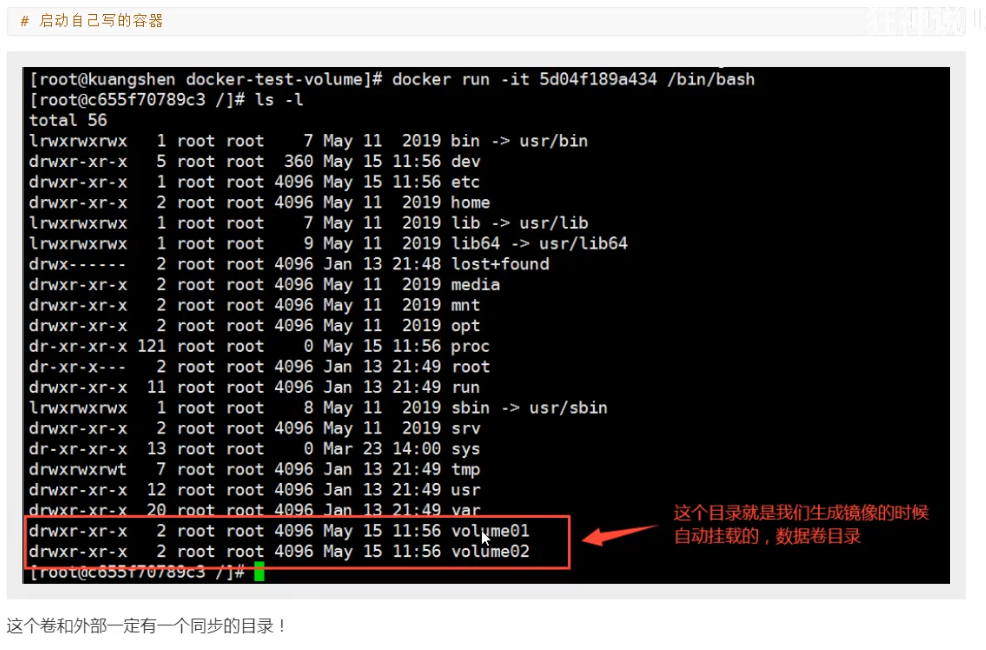 # 启动自己写的容器
狂神说
[root@kuangshen docker-test-volume]# docker run -it 5d04f189a434 /bin/bash
[root@c655f70789c3 /]# ls -l
total 56
lrwxrwxrwx   1 root root    7 May 11  2019 bin -> usr/bin
drwxr-xr-x   5 root root  360 May 15 11:56 dev
drwxr-xr-x   1 root root 4096 May 15 11:56 etc
drwxr-xr-x   2 root root 4096 May 11  2019 home
lrwxrwxrwx   1 root root    7 May 11  2019 lib -> usr/lib
lrwxrwxrwx   1 root root    9 May 11  2019 lib64 -> usr/lib64
drwx------   2 root root 4096 Jan 13 21:48 lost+found
drwxr-xr-x   2 root root 4096 May 11  2019 media
drwxr-xr-x   2 root root 4096 May 11  2019 mnt
drwxr-xr-x   2 root root 4096 May 11  2019 opt
dr-xr-xr-x 121 root root    0 May 15 11:56 proc
dr-xr-x---   2 root root 4096 Jan 13 21:49 root
drwxr-xr-x  11 root root 4096 Jan 13 21:49 run
lrwxrwxrwx   1 root root    8 May 11  2019 sbin -> usr/sbin
drwxr-xr-x   2 root root 4096 May 11  2019 srv
dr-xr-xr-x  13 root root    0 Mar 23 14:00 sys
drwxrwxrwt   7 root root 4096 Jan 13 21:49 tmp
drwxr-xr-x  12 root root 4096 Jan 13 21:49 usr
drwxr-xr-x  20 root root 4096 Jan 13 21:49 var
drwxr-xr-x   2 root root 4096 May 15 11:56 volume01
drwxr-xr-x   2 root root 4096 May 15 11:56 volume02
[root@c655f70789c3 /]#
这个目录就是我们生成镜像的时候
自动挂载的，数据卷目录
这个卷和外部一定有一个同步的目录！